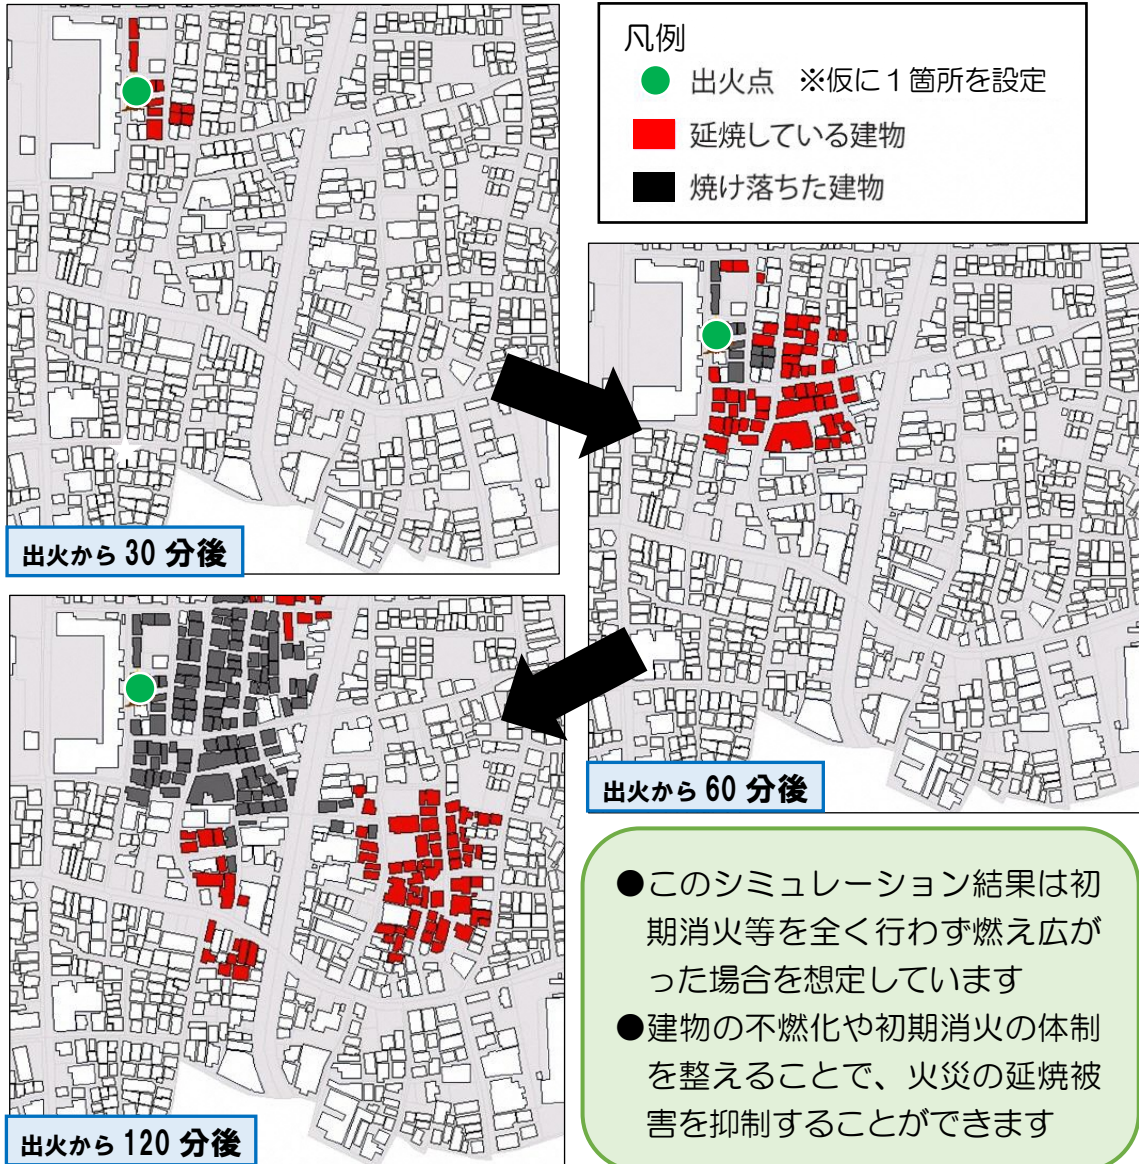 凡例
出火点 ※仮に1箇所を設定
延焼している建物
焼け落ちた建物
出火から 30 分後
出火から 60 分後
出火から 120 分後
●このシミュレーション結果は初
期消火等を全く行わず燃え広が
った場合を想定しています
●建物の不燃化や初期消火の体制
を整えることで、火災の延焼被
害を抑制することができます